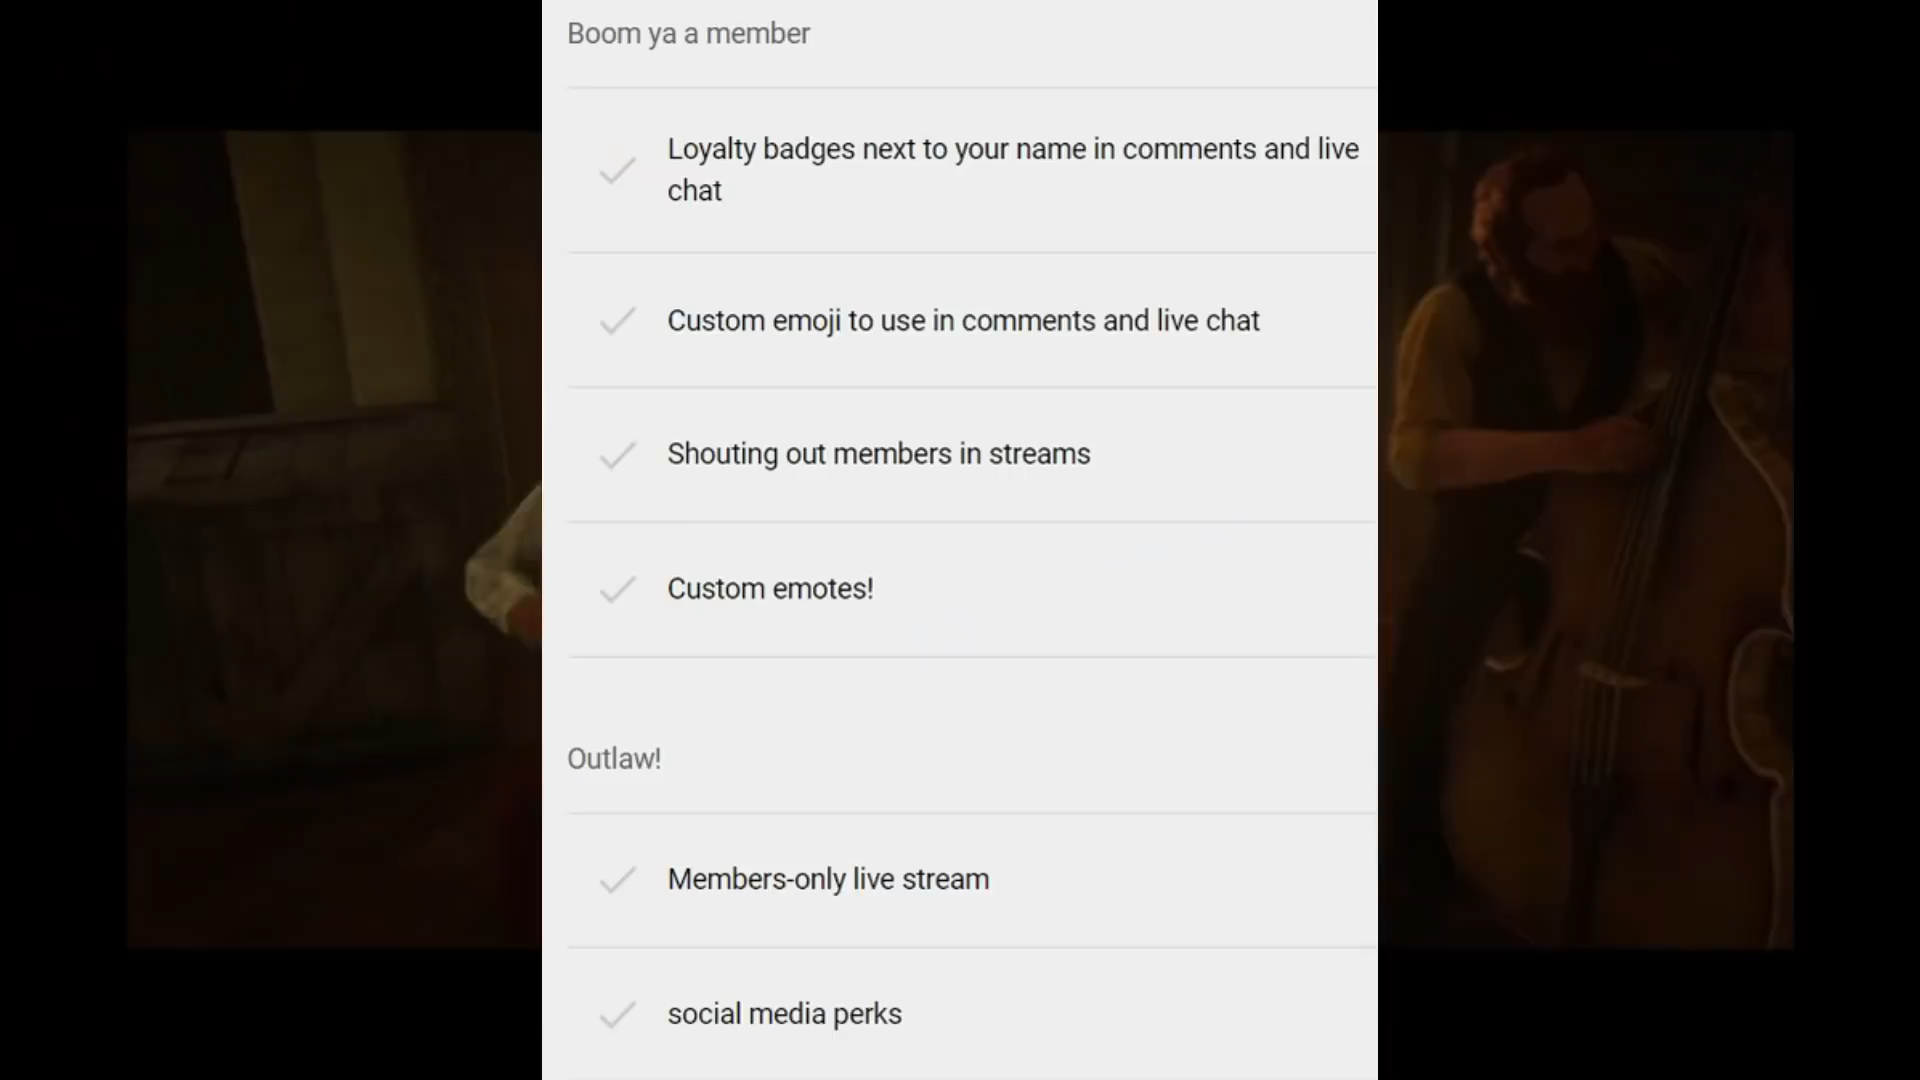 Boom ya a member
Loyalty badges next to your name in comments and live
chat
Custom emoji to use in comments and live chat
Shouting out members in streams
Custom emotes!
Outlaw!
Members-only live stream
social media perks